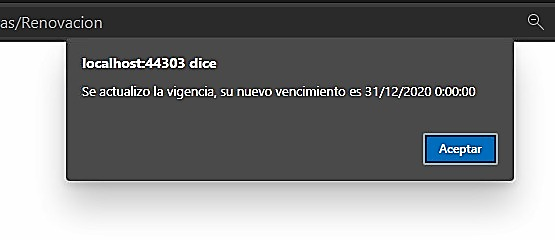 as/Renovacion
localhost:44303 dice
Se actualizo la vigencia, su nuevo vencimiento es 31/12/2020 0:00:00
Aceptar